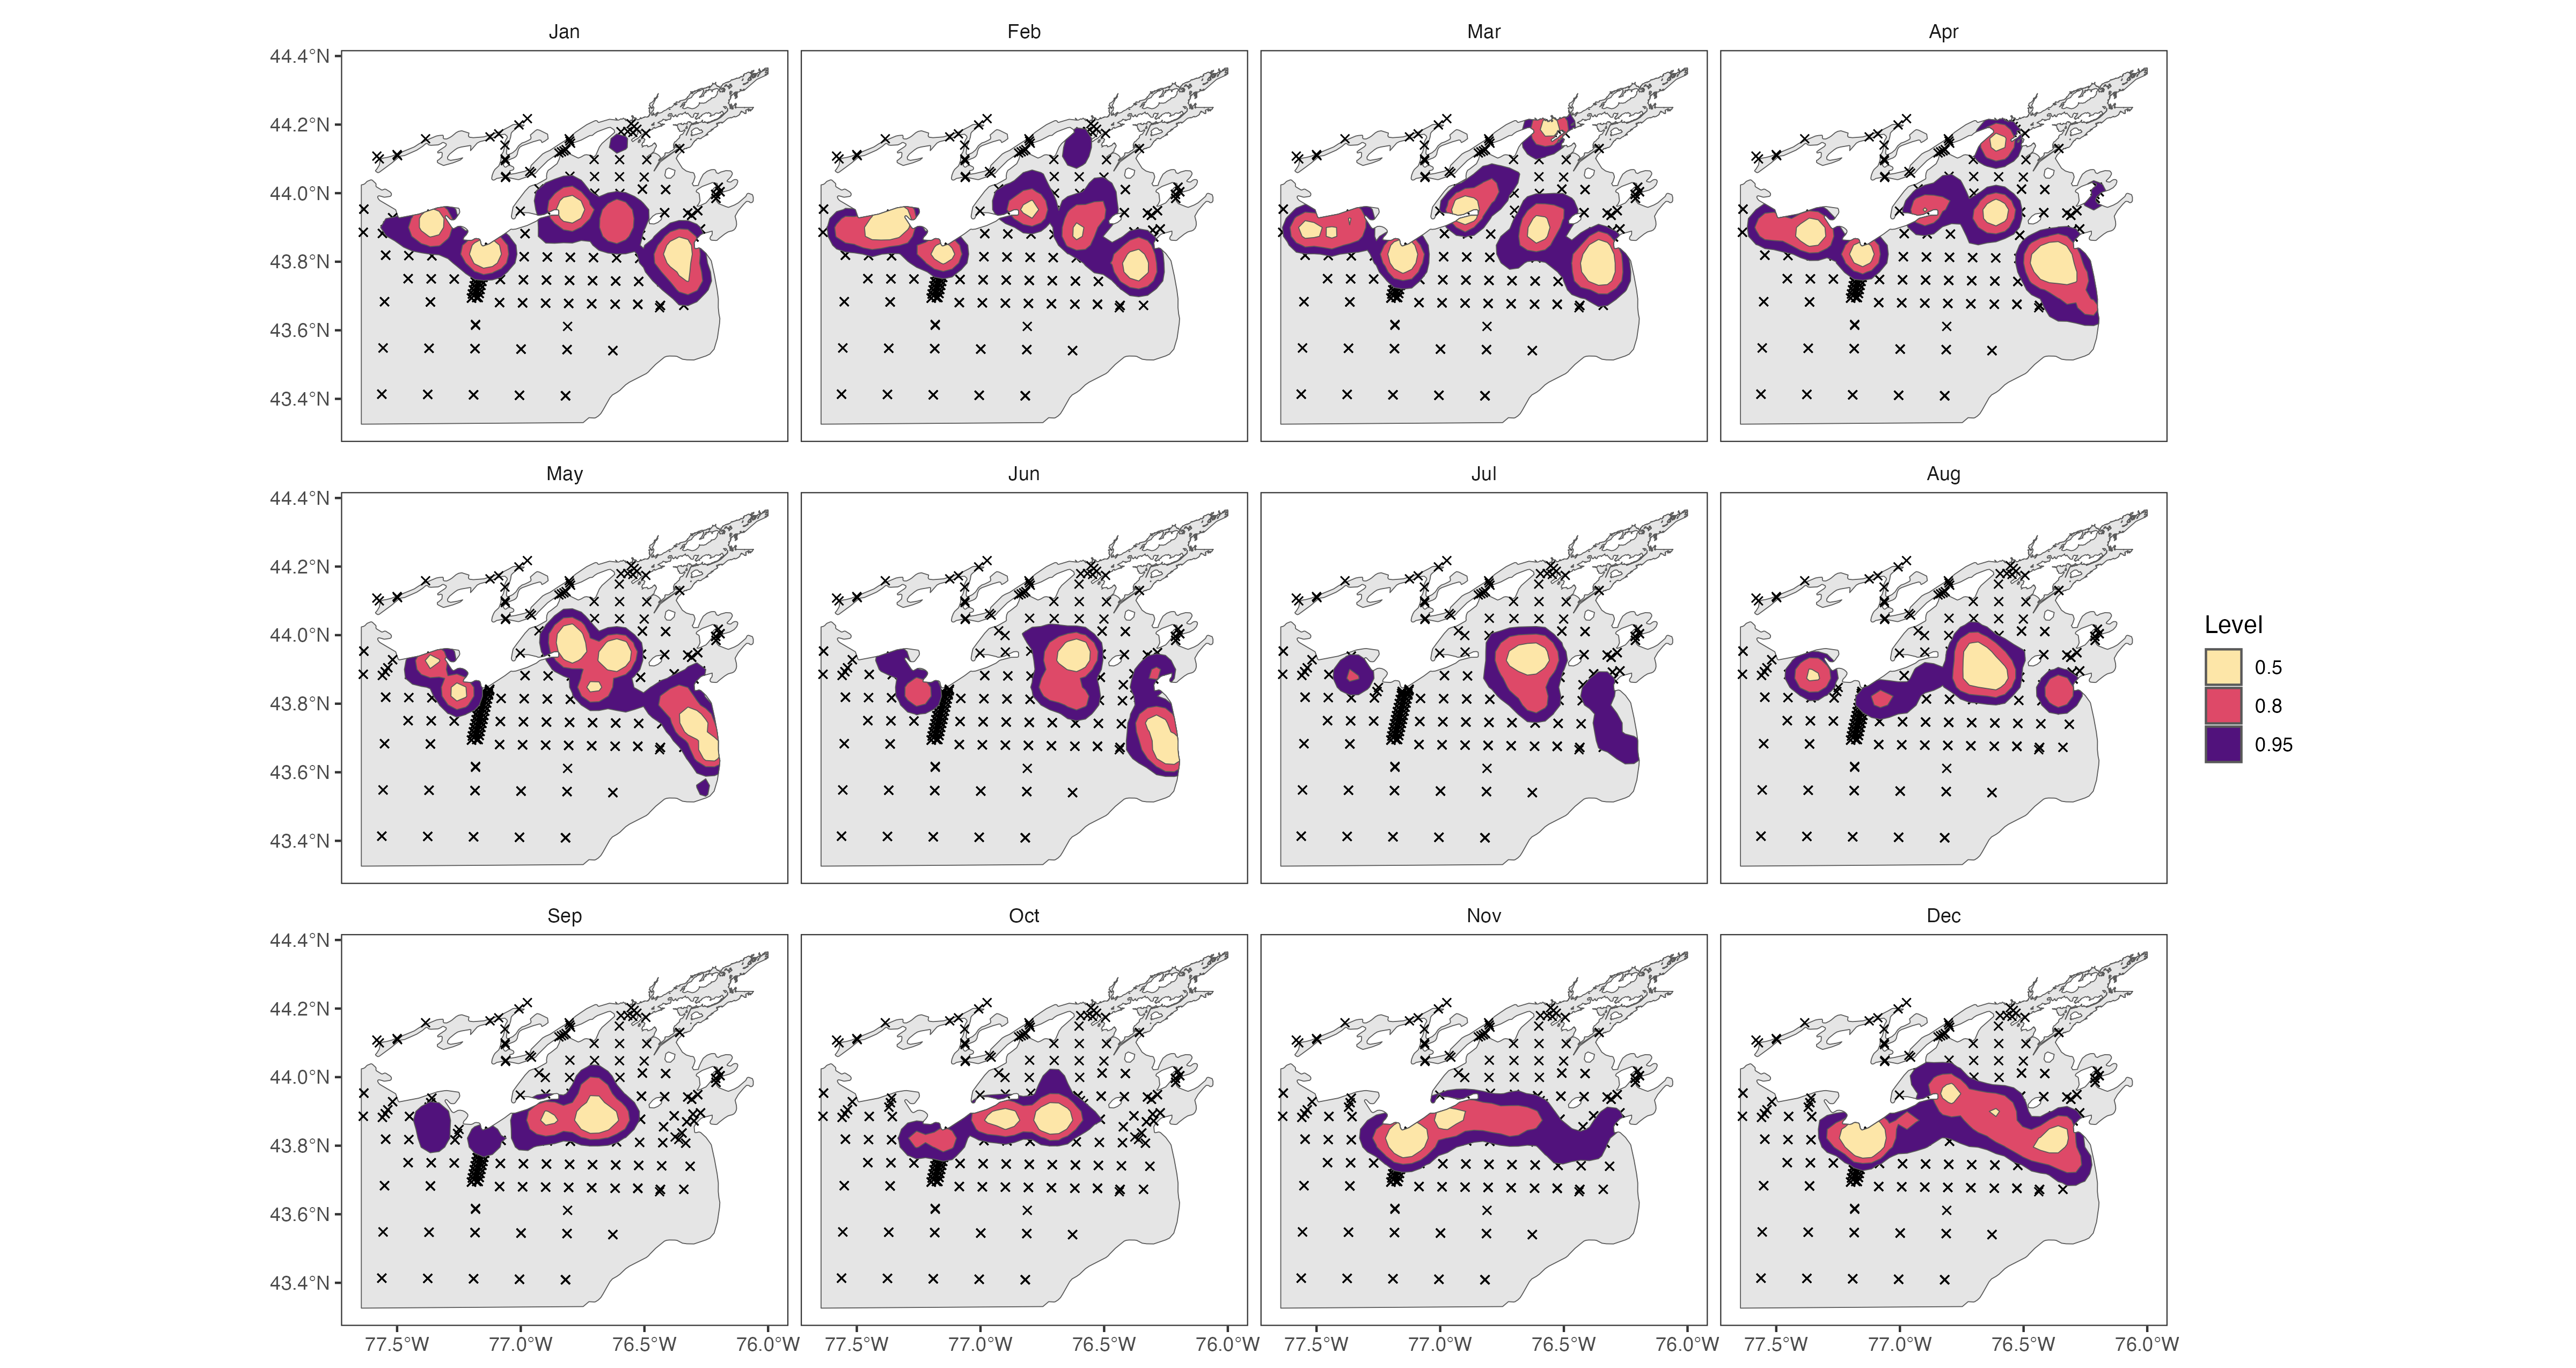 Jan Feb Mar Apr
44.4°N
44.2°N
44.0°N
43.8°N
43.6°N
43.4°N
May Jun Jul Aug
44.4°N
44.2°N
44.0°N
43.8°N
43.6°N
43.4°N
Level
0.5
0.8
0.95
Sep Oct Nov Dec
44.4°N
44.2°N
44.0°N
43.8°N
43.6°N
43.4°N
77.5°W 77.0°W 76.5°W 76.0°W 77.5°W 77.0°W 76.5°W 76.0°W 77.5°W 77.0°W 76.5°W 76.0°W 77.5°W 77.0°W 76.5°W 76.0°W